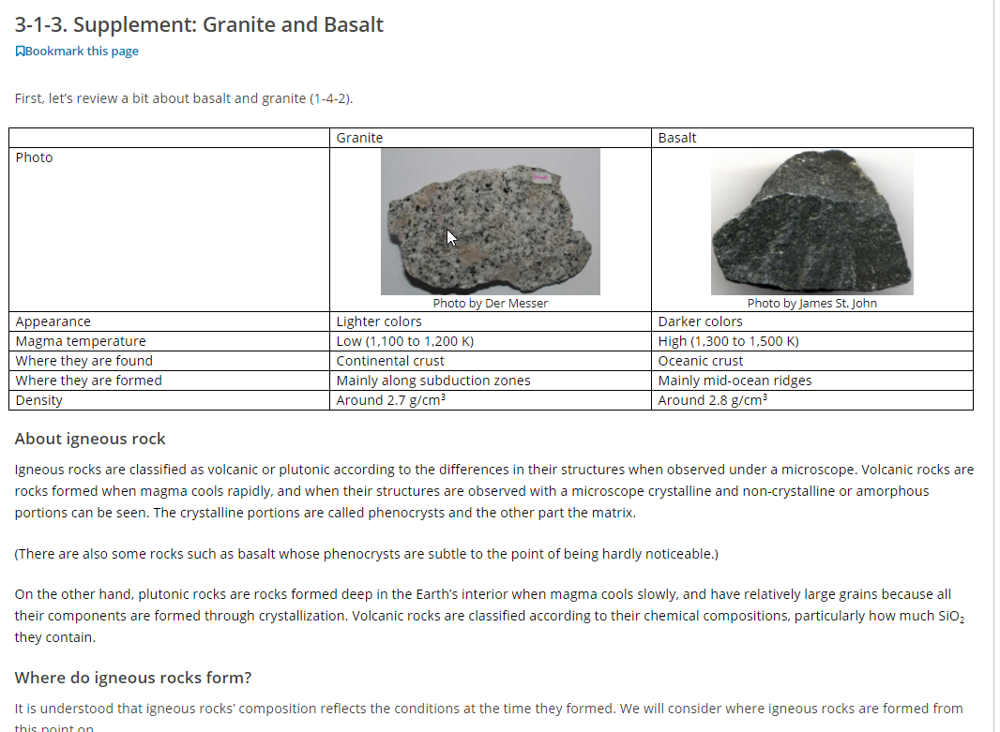 3-1-3. Supplement: Granite and Basalt
Bookmark this page
First, let’s review a bit about basalt and granite (1-4-2).
Granite Basalt
Photo
Photo by Der Messer Photo by James St. John
Appearance Lighter colors Darker colors
Magma temperature Low (1,100 to 1,200 K) High (1,300 to 1,500 K)
Where they are found Continental crust Oceanic crust
Where they are formed Mainly along subduction zones Mainly mid-ocean ridges
Density Around 2.7 g/cm³ Around 2.8 g/cm³
About igneous rock
Igneous rocks are classified as volcanic or plutonic according to the differences in their structures when observed under a microscope. Volcanic rocks are
rocks formed when magma cools rapidly, and when their structures are observed with a microscope crystalline and non-crystalline or amorphous
portions can be seen. The crystalline portions are called phenocrysts and the other part the matrix.
(There are also some rocks such as basalt whose phenocrysts are subtle to the point of being hardly noticeable.)
On the other hand, plutonic rocks are rocks formed deep in the Earth’s interior when magma cools slowly, and have relatively large grains because all
their components are formed through crystallization. Volcanic rocks are classified according to their chemical compositions, particularly how much SiO₂
they contain.
Where do igneous rocks form?
It is understood that igneous rocks’ composition reflects the conditions at the time they formed. We will consider where igneous rocks are formed from
this point on.